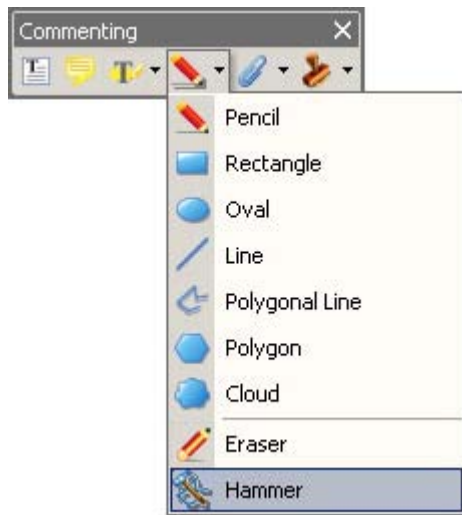 Commenting
Pencil
Rectangle
Oval
Line
Polygonal Line
Polygon
Cloud
Eraser
Hammer